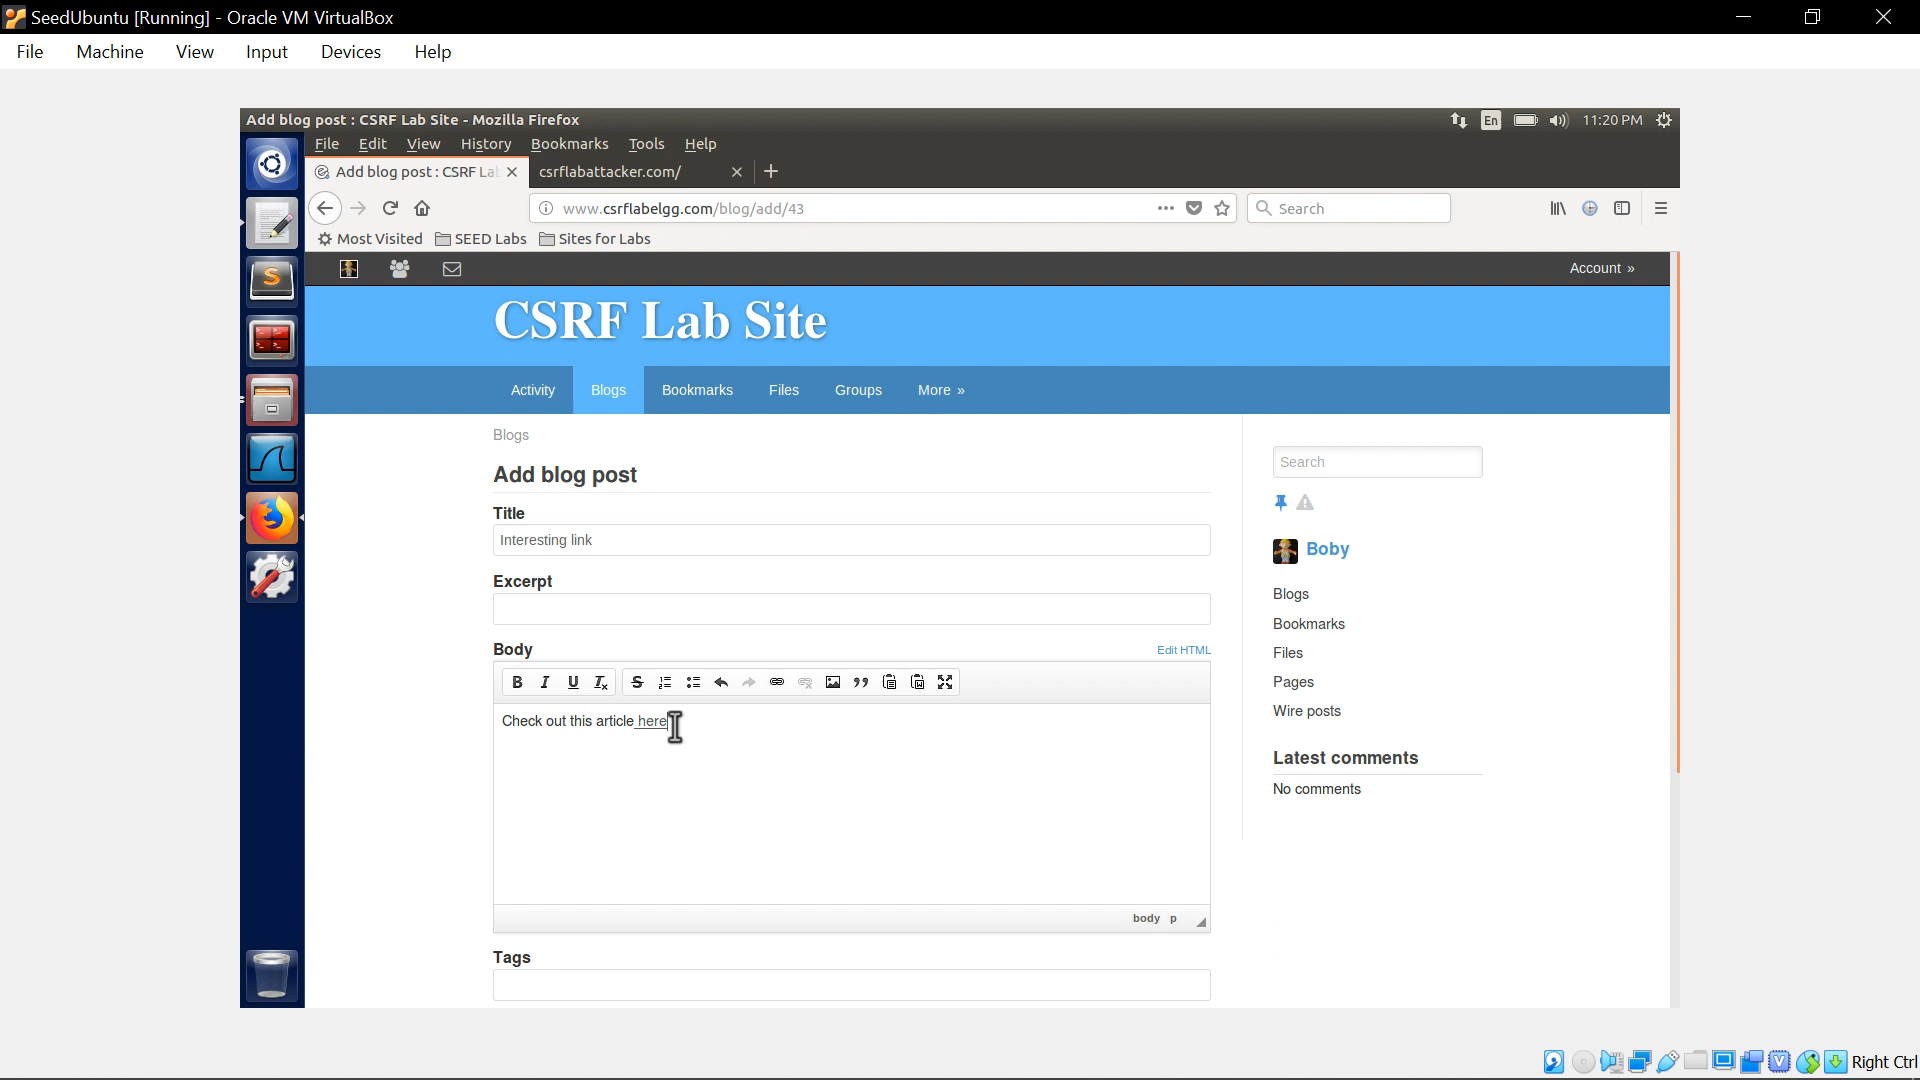 SeedUbuntu [Running] - Oracle VM VirtualBox
File Machine View Input Devices Help
Add blog post : CSRF Lab Site - Mozilla Firefox
En 11:20 PM
File Edit View History Bookmarks Tools Help
Add blog post : CSRF La
csrflabattacker.com/
www.csrflabelgg.com/blog/add/43
Search
Most Visited SEED Labs Sites for Labs
Account »
CSRF Lab Site
Activity Blogs Bookmarks Files Groups More »
Blogs
Add blog post
Title
Interesting link
Excerpt
Body
Edit HTML
B I U Tx S
Check out this article here
body p
Tags
Search
Boby
Blogs
Bookmarks
Files
Pages
Wire posts
Latest comments
No comments
Right Ctrl